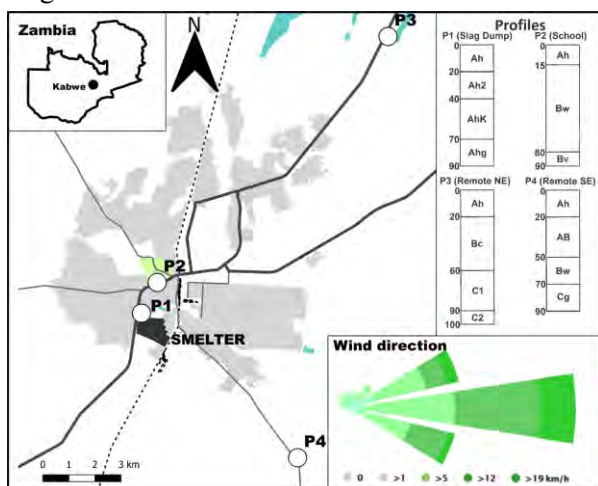 Zambia
Kabwe
N
P3
P2
P1
SMELTER
P4
0 1 2 3 km
Profiles
P1 (Slag Dump)
0
Ah
20
Ah2
40
AhK
70
Ahg
90
P2 (School)
0
Ah
15
Bw
80
Bv
90
P3 (Remote NE)
0
Ah
20
Bc
60
C1
90
C2
100
P4 (Remote SE)
0
Ah
20
AB
50
Bw
70
Cg
90
Wind direction
0 >1 >5 >12 >19 km/h